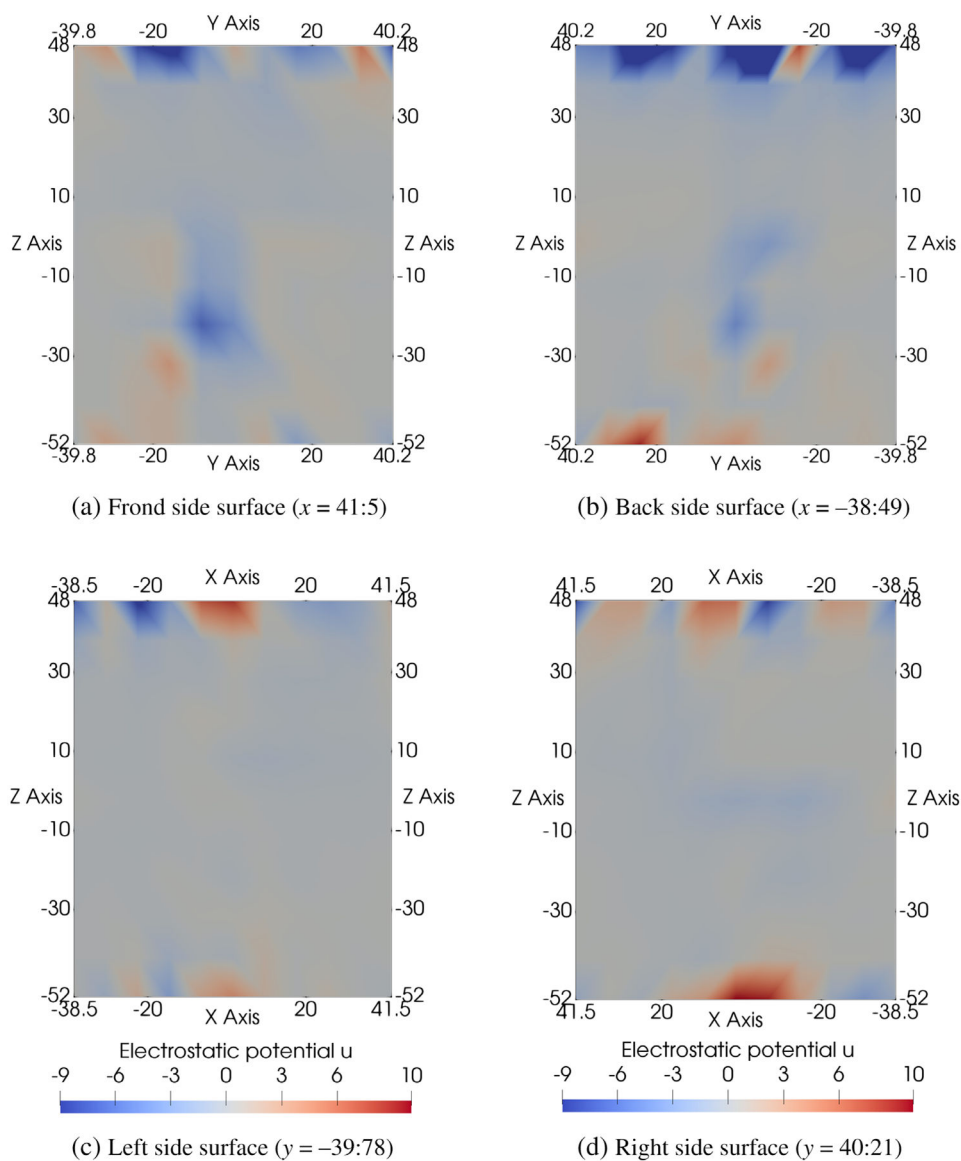 Y Axis
-39.8 -20 20 40.2
48 48
30 30
10 10
Z Axis Z Axis
-10 -10
-30 -30
-52 -52
-39.8 -20 20 40.2
Y Axis
(a) Frond side surface (x = 41:5)
Y Axis
40.2 20 -20 -39.8
48 48
30 30
10 10
Z Axis Z Axis
-10 -10
-30 -30
-52 -52
40.2 20 -20 -39.8
Y Axis
(b) Back side surface (x = –38:49)
X Axis
-38.5 -20 20 41.5
48 48
30 30
10 10
Z Axis Z Axis
-10 -10
-30 -30
-52 -52
-38.5 -20 20 41.5
X Axis
Electrostatic potential u
-9 -6 -3 0 3 6 10
(c) Left side surface (y = –39:78)
X Axis
41.5 20 -20 -38.5
48 48
30 30
10 10
Z Axis Z Axis
-10 -10
-30 -30
-52 -52
41.5 20 -20 -38.5
X Axis
Electrostatic potential u
-9 -6 -3 0 3 6 10
(d) Right side surface (y = 40:21)